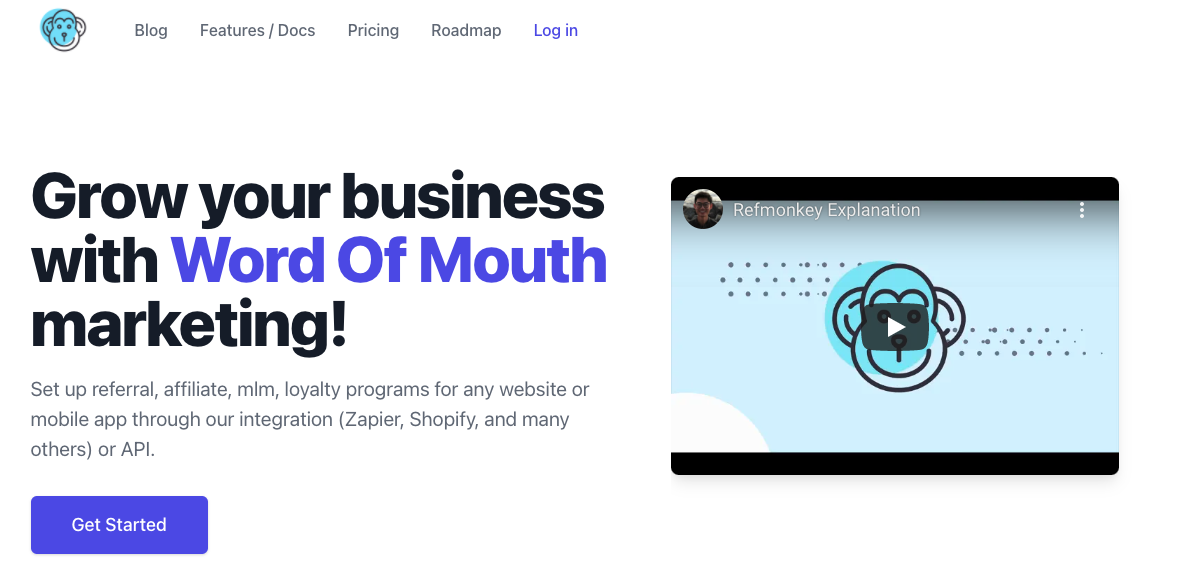 Blog
Features / Docs
Pricing
Roadmap
Log in
Grow your business
with Word Of Mouth
marketing!
Set up referral, affiliate, mlm, loyalty programs for any website or
mobile app through our integration (Zapier, Shopify, and many
others) or API.
Get Started
Refmonkey Explanation